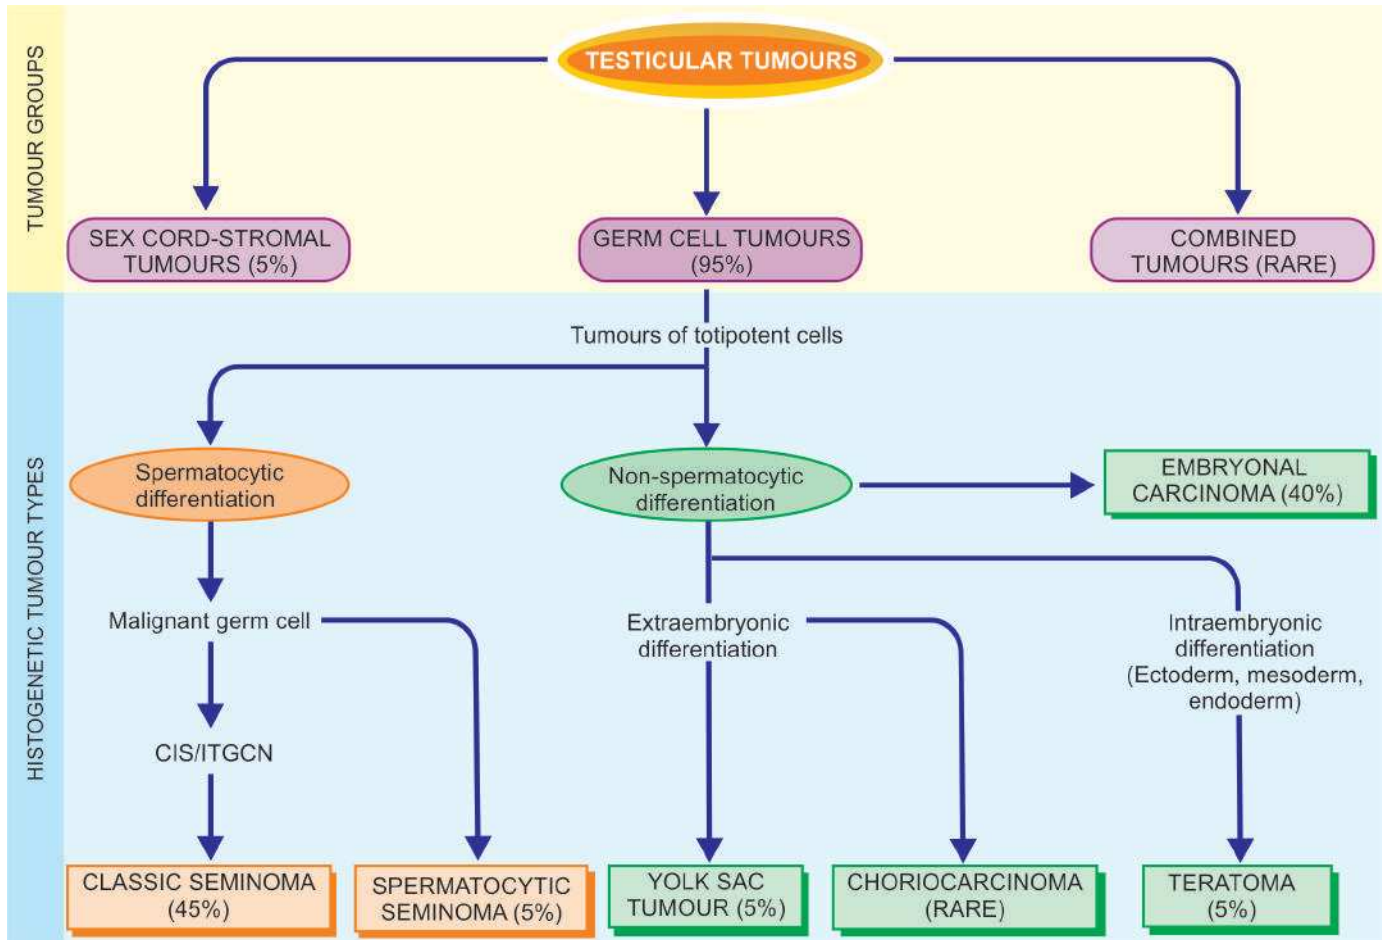 TUMOUR GROUPS
TESTICULAR TUMOURS
SEX CORD-STROMAL
TUMOURS (5%)
GERM CELL TUMOURS
(95%)
COMBINED
TUMOURS (RARE)
HISTOGENETIC TUMOUR TYPES
Tumours of totipotent cells
Spermatocytic
differentiation
Non-spermatocytic
differentiation
EMBRYONAL
CARCINOMA (40%)
Malignant germ cell
Extraembryonic
differentiation
Intraembryonic
differentiation
(Ectoderm, mesoderm,
endoderm)
CIS/ITGCN
CLASSIC SEMINOMA
(45%)
SPERMATOCYTIC
SEMINOMA (5%)
YOLK SAC
TUMOUR (5%)
CHORIOCARCINOMA
(RARE)
TERATOMA
(5%)